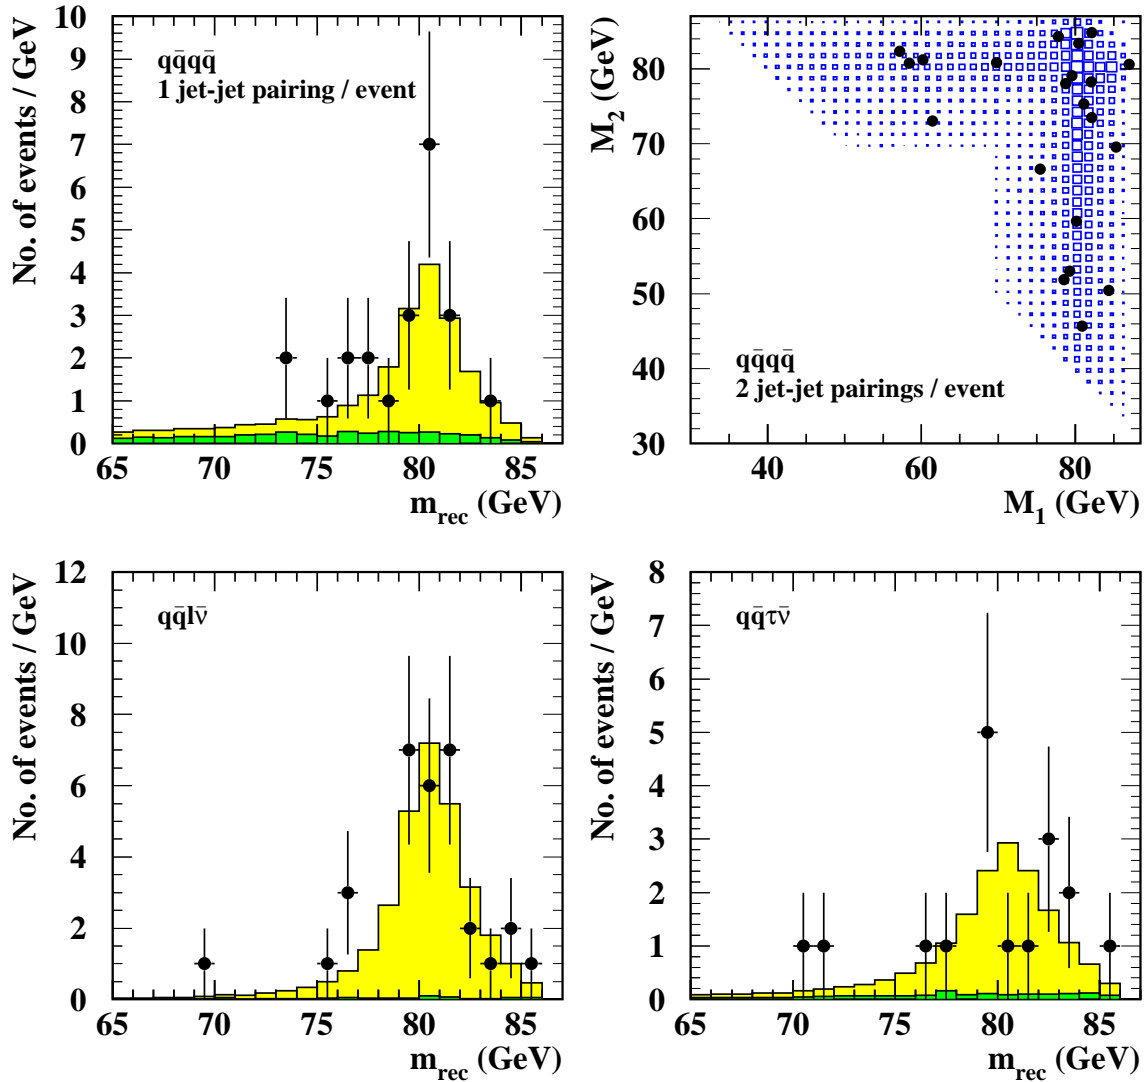 No. of events / GeV
10
9
8
7
6
5
4
3
2
1
0
qq̄qq̄
1 jet-jet pairing / event
65 70 75 80 85
m_rec (GeV)
M_2 (GeV)
80
70
60
50
40
30
qq̄qq̄
2 jet-jet pairings / event
40 60 80
M_1 (GeV)
No. of events / GeV
12
10
8
6
4
2
0
qq̄lν̄
65 70 75 80 85
m_rec (GeV)
No. of events / GeV
8
7
6
5
4
3
2
1
0
qq̄τν̄
65 70 75 80 85
m_rec (GeV)